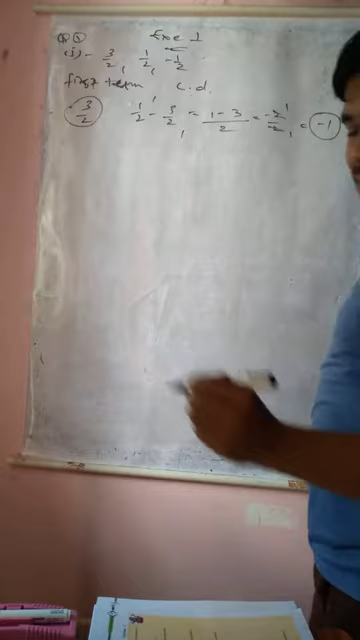 Exe 1
(i) - 3/2, 1/2, -1/2
first term c.d.
3/2 1/2 - 3/2 = 1-3/2 = -2/2 = -1